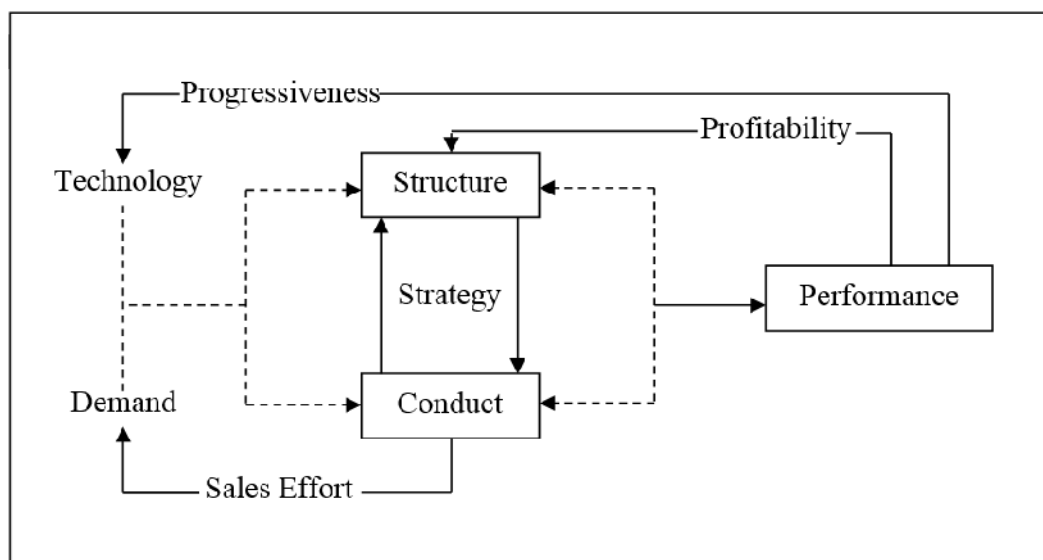 Progressiveness
Profitability
Technology
Structure
Strategy
Performance
Demand
Conduct
Sales Effort